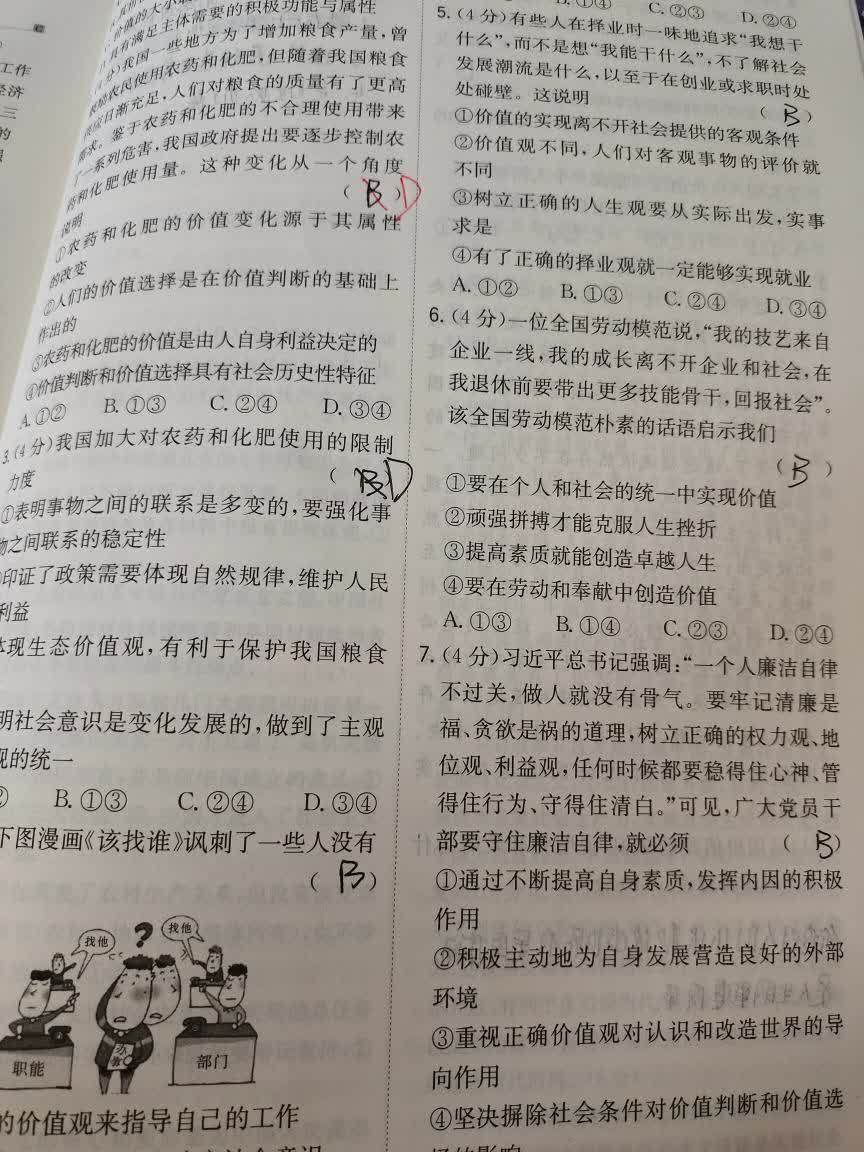 工作
经济
三
的
价值的大小
具有满足主体需要的积极功能与属性
我国一些地方为了增加粮食产量,曾
农民使用农药和化肥,但随着我国粮食
日渐充足,人们对粮食的质量有了更高
求。鉴于农药和化肥的不合理使用带来
了一系列危害,我国政府提出要逐步控制农
药和化肥使用量。这种变化从一个角度
说明 ( B ) D
①农药和化肥的价值变化源于其属性
的改变
②人们的价值选择是在价值判断的基础上
作出的
③农药和化肥的价值是由人自身利益决定的
④价值判断和价值选择具有社会历史性特征
A.①② B.①③ C.②④ D.③④
3.(4分)我国加大对农药和化肥使用的限制
力度 ( B D
①表明事物之间的联系是多变的,要强化事
物之间联系的稳定性
印证了政策需要体现自然规律,维护人民
利益
体现生态价值观,有利于保护我国粮食
明社会意识是变化发展的,做到了主观
观的统一
② B.①③ C.②④ D.③④
下图漫画《该找谁》讽刺了一些人没有
( B )
找他
?
找他
职能
部门
的价值观来指导自己的工作
B.①④ C.②③ D.②④
5.(4分)有些人在择业时一味地追求“我想干
什么”,而不是想“我能干什么”,不了解社会
发展潮流是什么,以至于在创业或求职时处
处碰壁。这说明 ( B )
①价值的实现离不开社会提供的客观条件
②价值观不同,人们对客观事物的评价就
不同
③树立正确的人生观要从实际出发,实事
求是
④有了正确的择业观就一定能够实现就业
A.①② B.①③ C.②④ D.③④
6.(4分)一位全国劳动模范说,“我的技艺来自
企业一线,我的成长离不开企业和社会,在
我退休前要带出更多技能骨干,回报社会”。
该全国劳动模范朴素的话语启示我们
( B )
①要在个人和社会的统一中实现价值
②顽强拼搏才能克服人生挫折
③提高素质就能创造卓越人生
④要在劳动和奉献中创造价值
A.①③ B.①④ C.②③ D.②④
7.(4分)习近平总书记强调:“一个人廉洁自律
不过关,做人就没有骨气。要牢记清廉是
福、贪欲是祸的道理,树立正确的权力观、地
位观、利益观,任何时候都要稳得住心神、管
得住行为、守得住清白。”可见,广大党员干
部要守住廉洁自律,就必须 ( B )
①通过不断提高自身素质,发挥内因的积极
作用
②积极主动地为自身发展营造良好的外部
环境
③重视正确价值观对认识和改造世界的导
向作用
④坚决摒除社会条件对价值判断和价值选